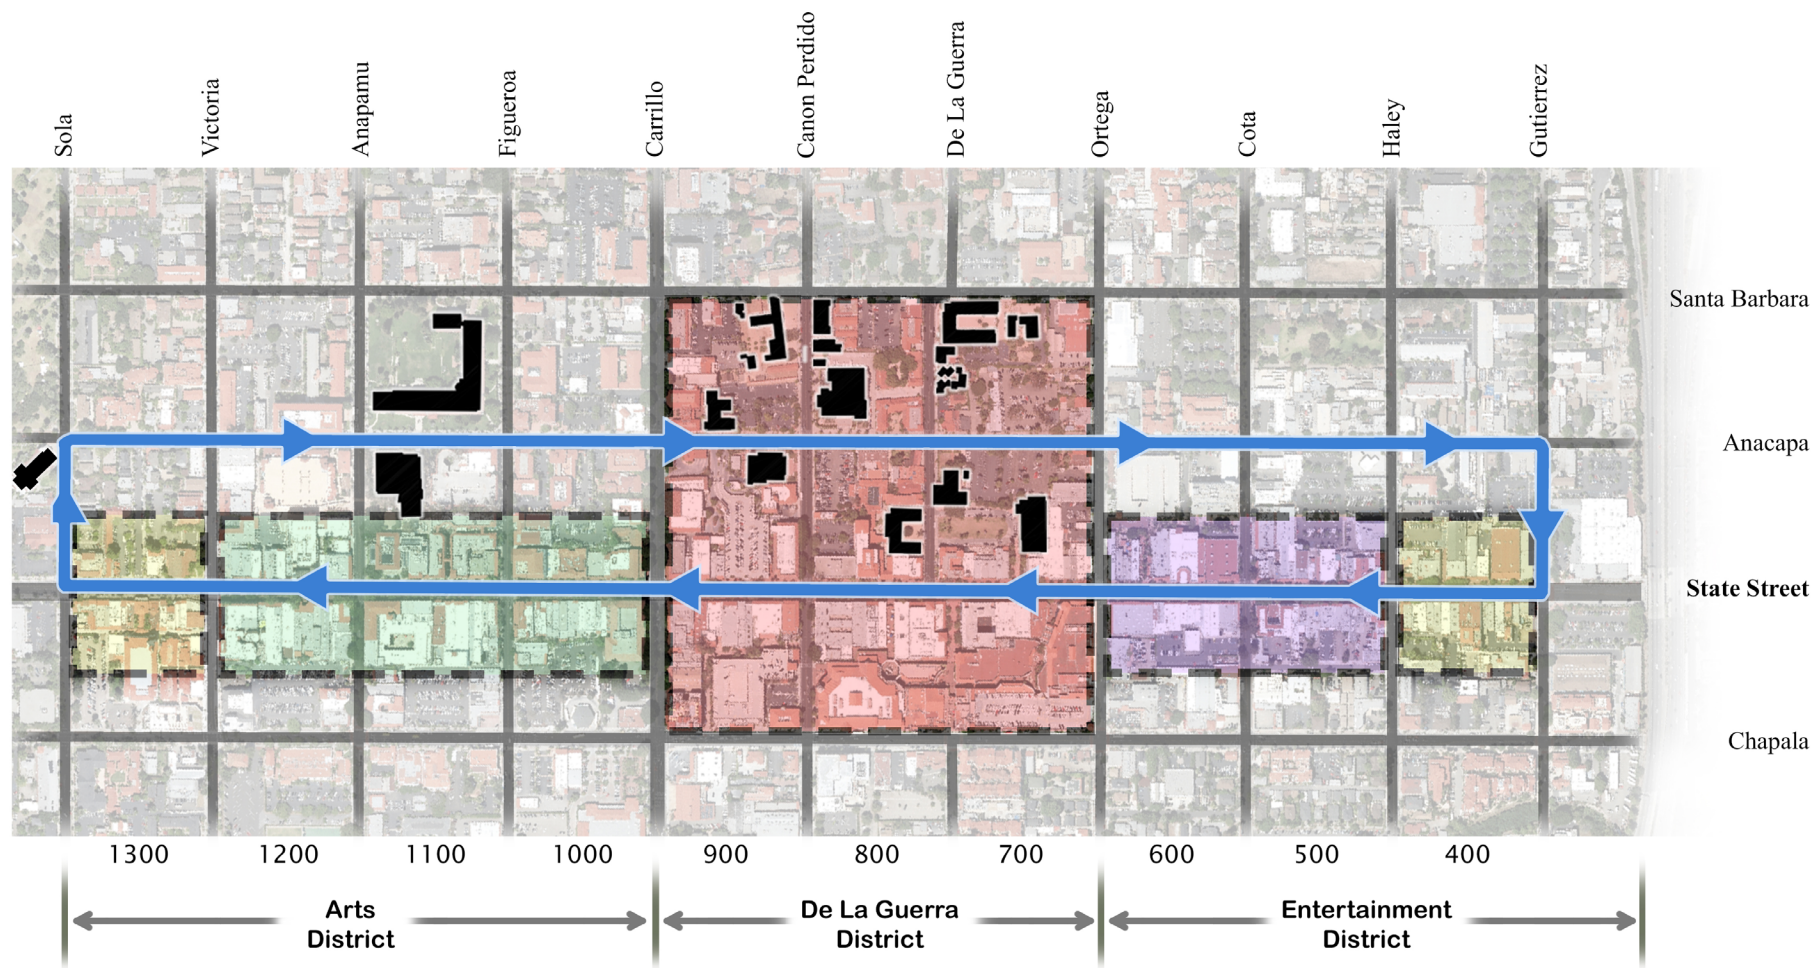 Sola
Victoria
Anapamu
Figueroa
Carrillo
Canon Perdido
De La Guerra
Ortega
Cota
Haley
Gutierrez
Santa Barbara
Anacapa
State Street
Chapala
1300 1200 1100 1000 900 800 700 600 500 400
Arts
District
De La Guerra
District
Entertainment
District